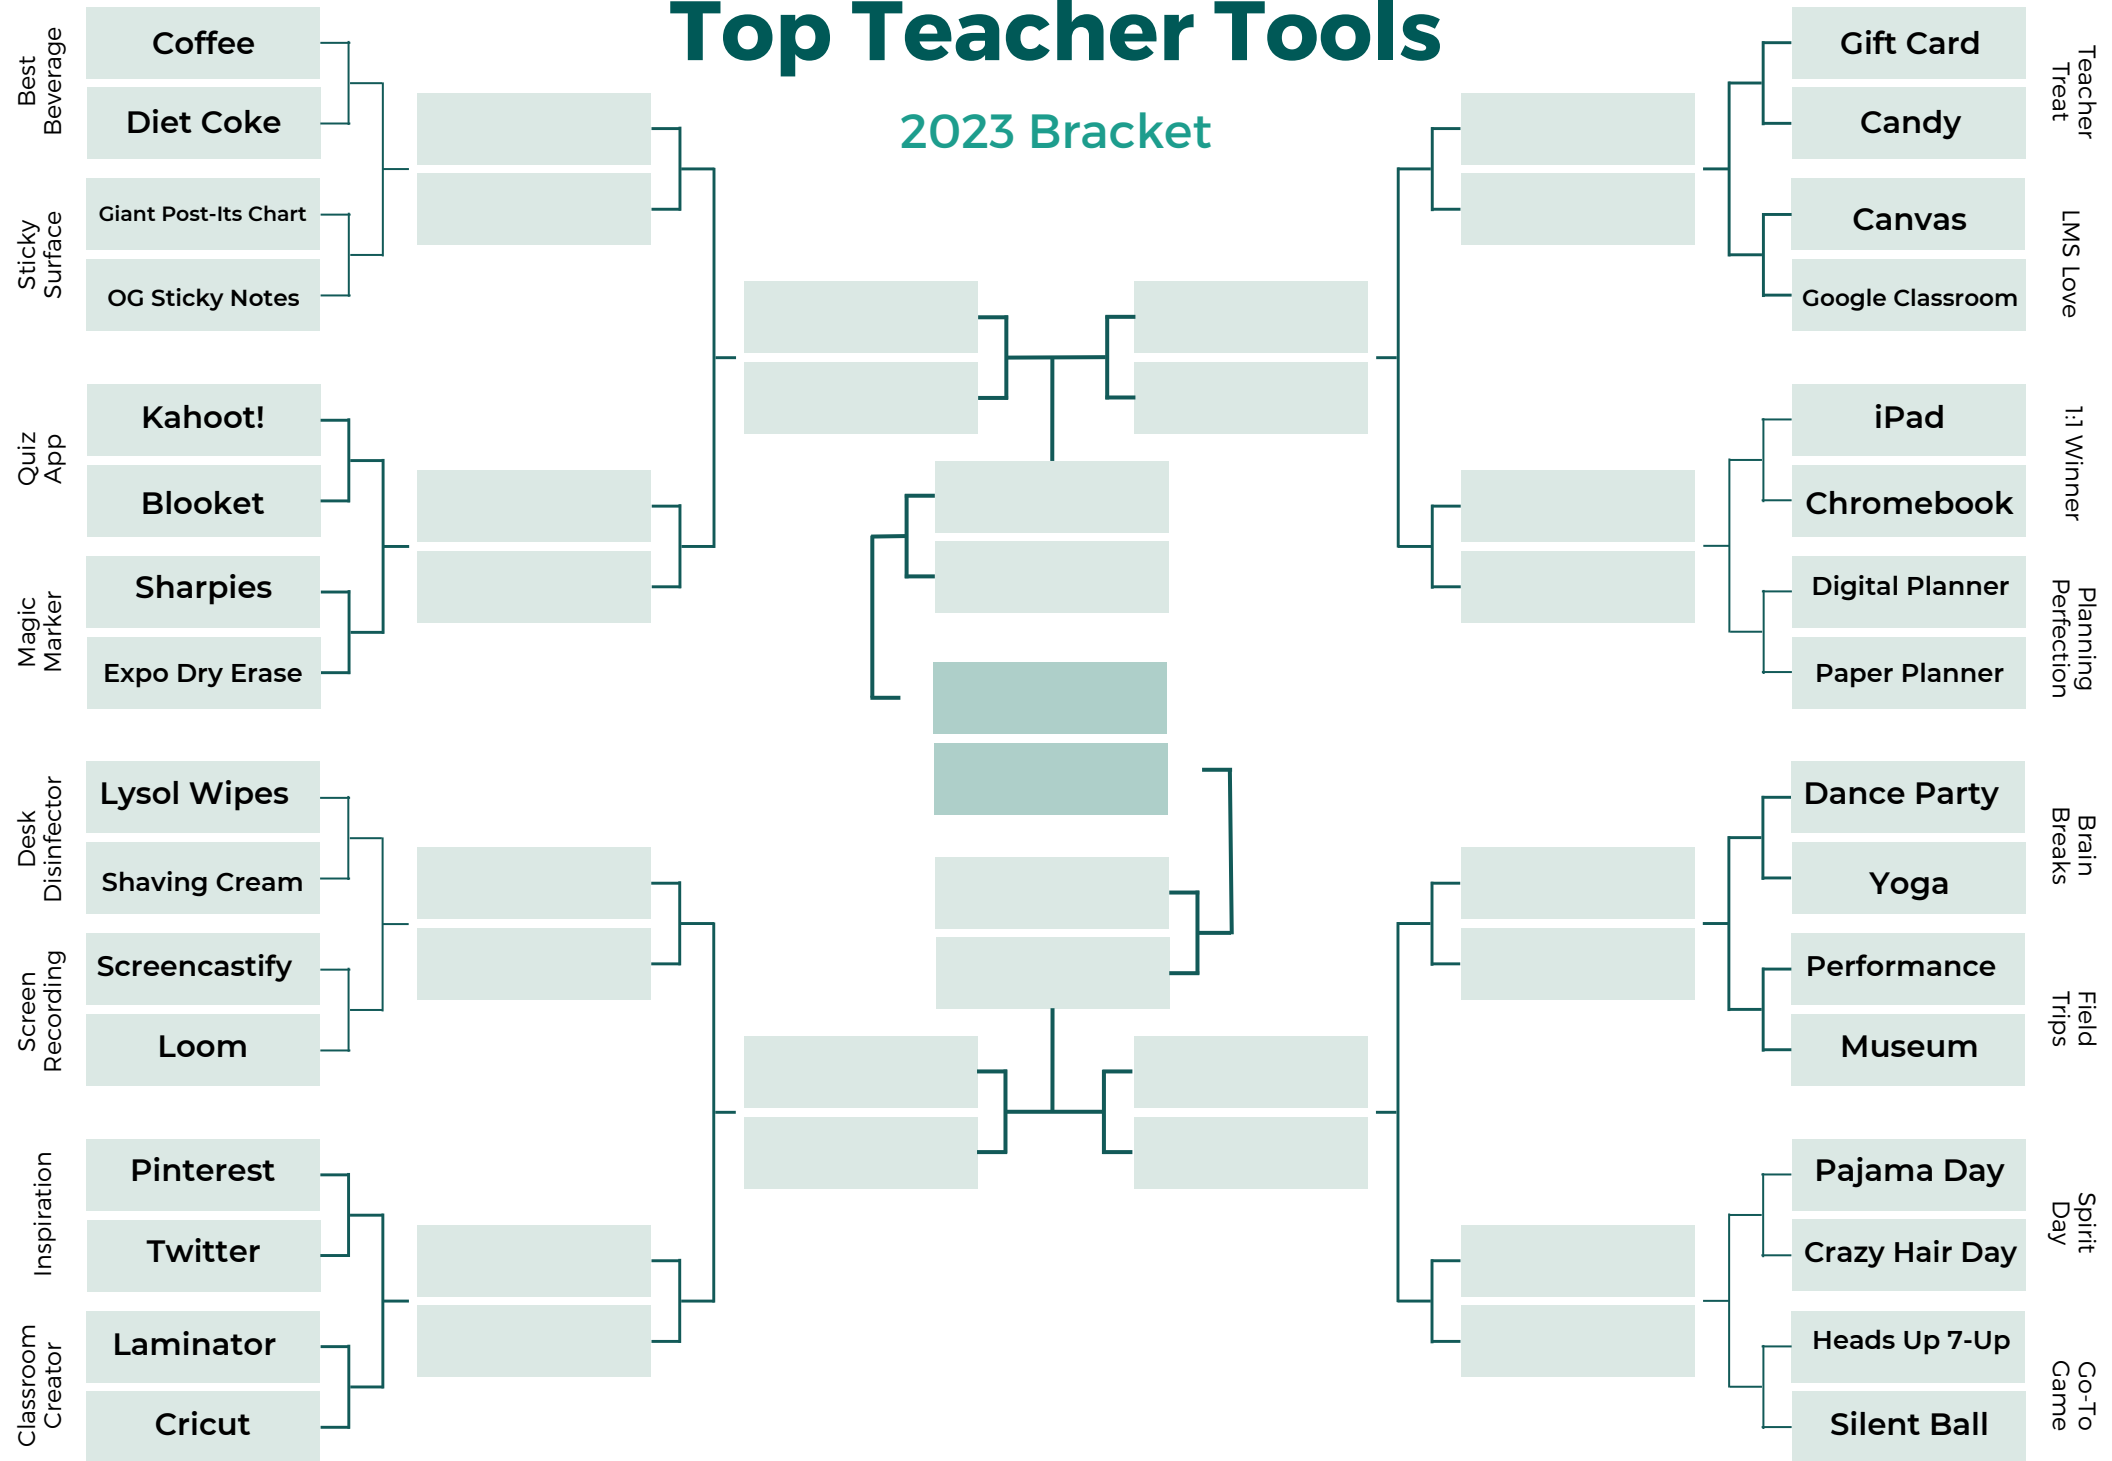 Top Teacher Tools
2023 Bracket
Best
Beverage
Coffee
Diet Coke
Sticky
Surface
Giant Post-Its Chart
OG Sticky Notes
Quiz
App
Kahoot!
Blooket
Magic
Marker
Sharpies
Expo Dry Erase
Desk
Disinfector
Lysol Wipes
Shaving Cream
Screen
Recording
Screencastify
Loom
Inspiration
Pinterest
Twitter
Classroom
Creator
Laminator
Cricut
Teacher
Treat
Gift Card
Candy
LMS Love
Canvas
Google Classroom
1:1 Winner
iPad
Chromebook
Planning
Perfection
Digital Planner
Paper Planner
Brain
Breaks
Dance Party
Yoga
Field
Trips
Performance
Museum
Spirit
Day
Pajama Day
Crazy Hair Day
Go-To
Game
Heads Up 7-Up
Silent Ball